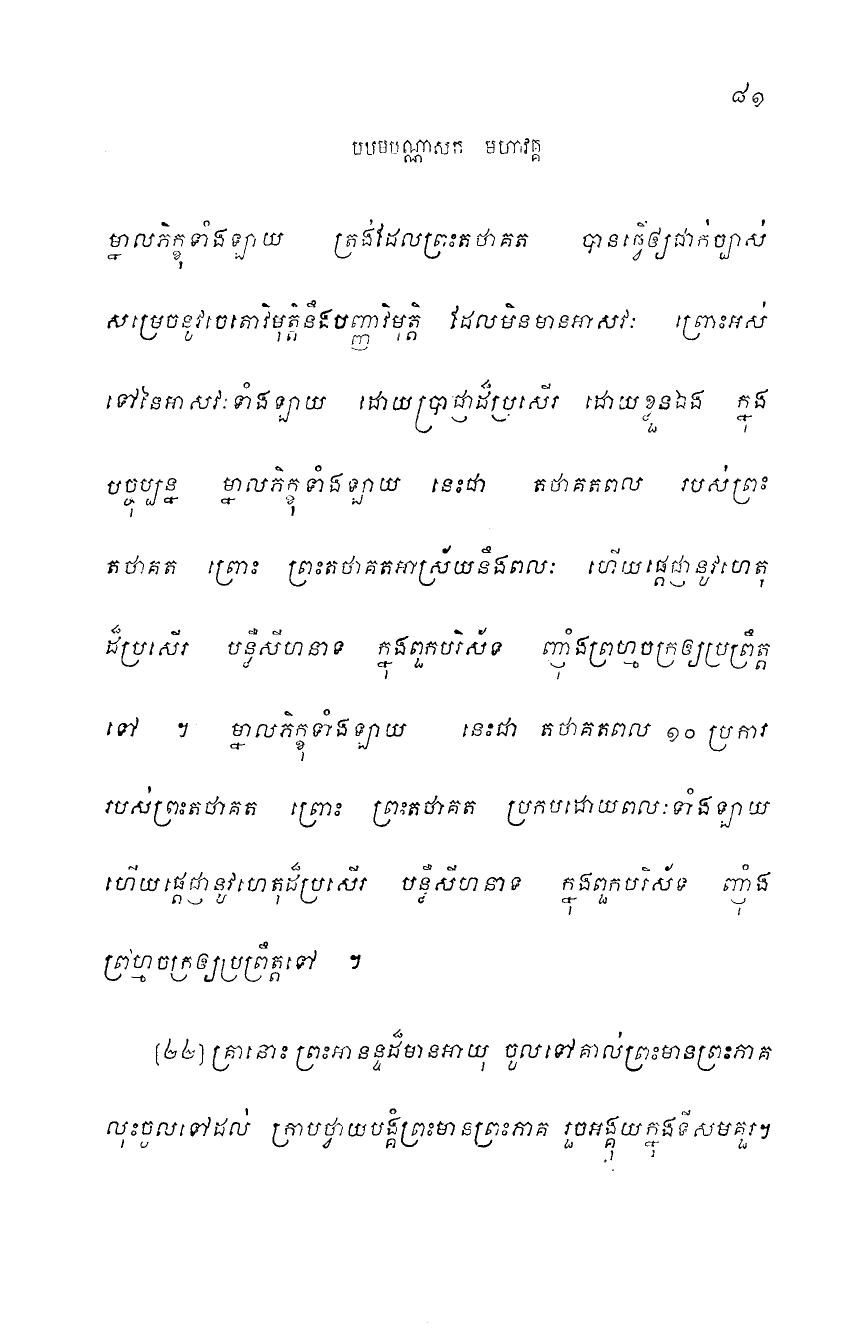 ៨១
បឋមបណ្ណាសក មហាវគ្គ
ម្នាលភិក្ខុទាំងឡាយ ត្រង់ដែលព្រះតថាគត បានធ្វើឲ្យជាក់ច្បាស់
សម្រេចនូវចេតោវិមុត្តិនឹងបញ្ញាវិមុត្តិ ដែលមិនមានអាសវៈ ព្រោះអស់
ទៅនៃអាសវៈទាំងឡាយ ដោយប្រាជ្ញាដ៏ប្រសើរ ដោយខ្លួនឯង ក្នុង
បច្ចុប្បន្ន ម្នាលភិក្ខុទាំងឡាយ នេះជា តថាគតពល របស់ព្រះ
តថាគត ព្រោះ ព្រះតថាគតអាស្រ័យនឹងពលៈ ហើយប្តេជ្ញានូវហេតុ
ដ៏ប្រសើរ បន្លឺសីហនាទ ក្នុងពួកបរិស័ទ ញ៉ាំងព្រហ្មចក្រឲ្យប្រព្រឹត្ត
ទៅ ។ ម្នាលភិក្ខុទាំងឡាយ នេះជា តថាគតពល ១០ ប្រការ
របស់ព្រះតថាគត ព្រោះ ព្រះតថាគត ប្រកបដោយពលៈទាំងឡាយ
ហើយប្តេជ្ញានូវហេតុដ៏ប្រសើរ បន្លឺសីហនាទ ក្នុងពួកបរិស័ទ ញ៉ាំង
ព្រហ្មចក្រឲ្យប្រព្រឹត្តទៅ ។
[២២] គ្រានោះ ព្រះអានន្ទដ៏មានអាយុ ចូលទៅគាល់ព្រះមានព្រះភាគ
លុះចូលទៅដល់ ក្រាបថ្វាយបង្គំព្រះមានព្រះភាគ រួចអង្គុយក្នុងទីសមគួរ។